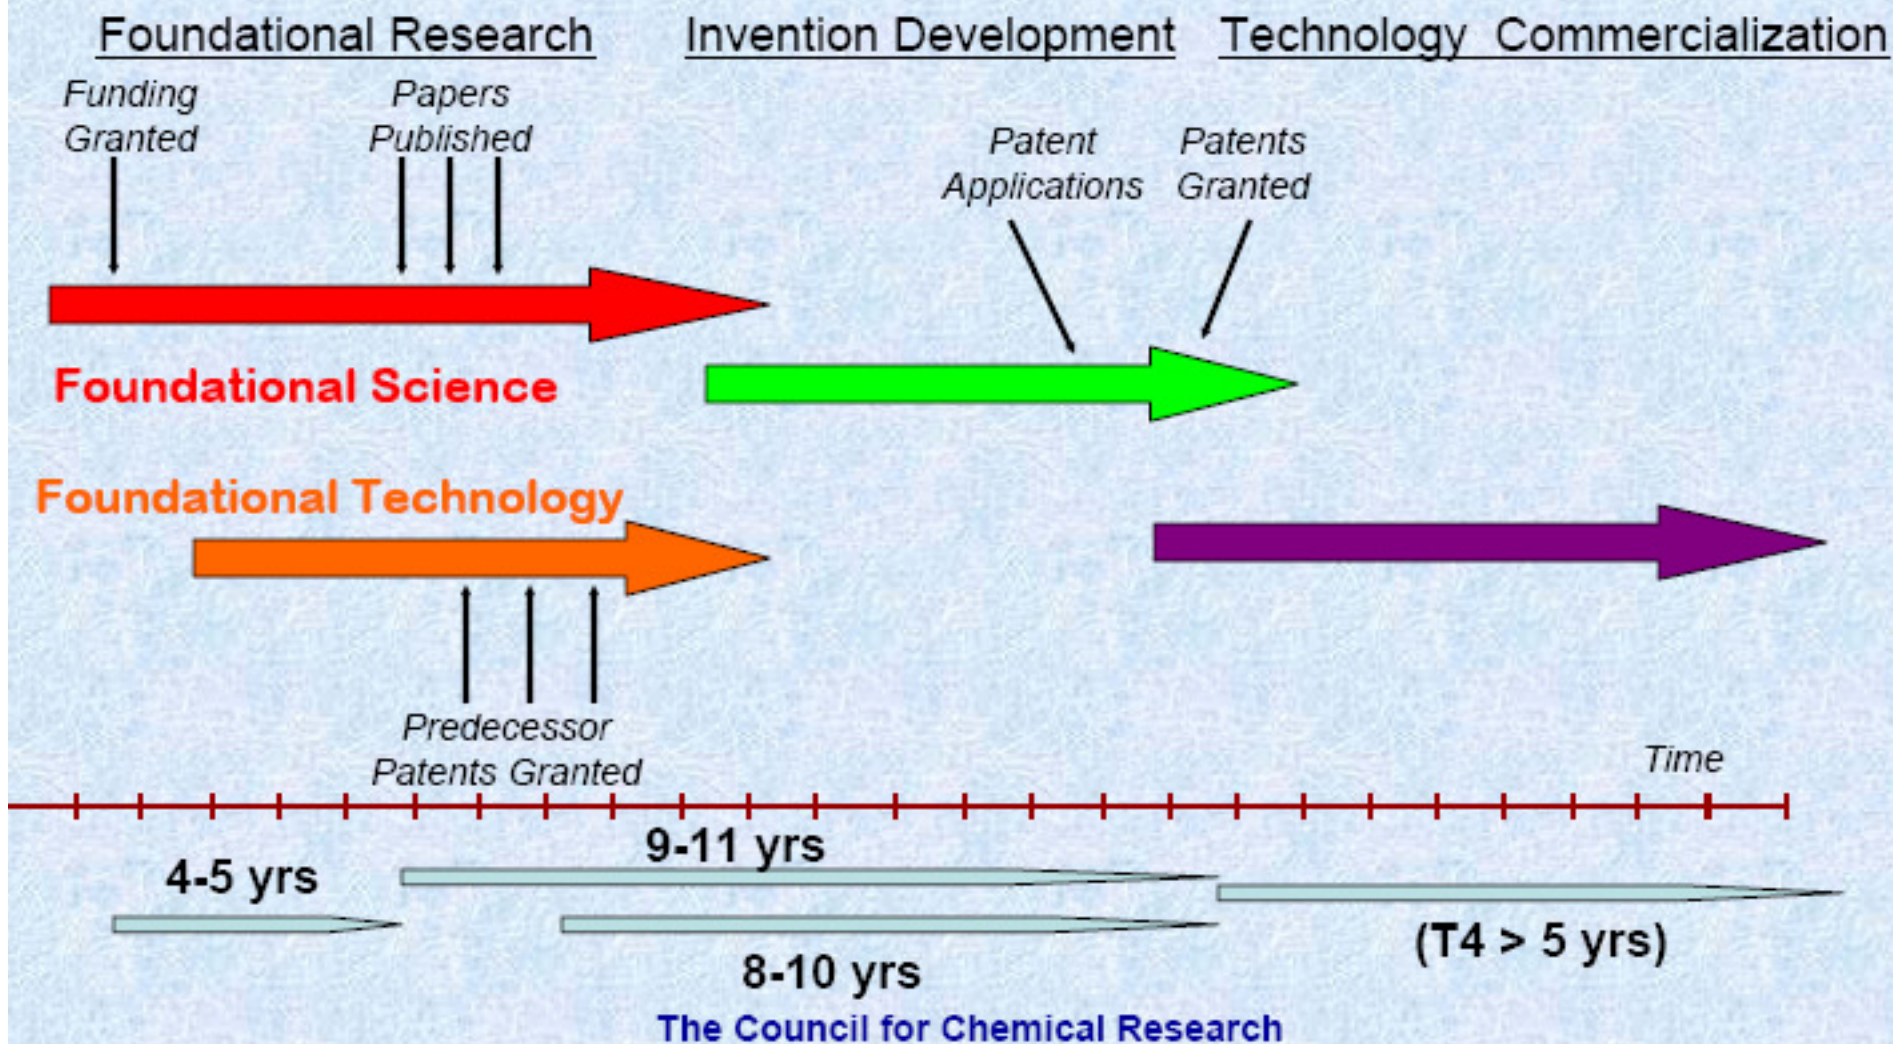 Foundational Research
Invention Development
Technology Commercialization
Funding
Granted
Papers
Published
Patent
Applications
Patents
Granted
Foundational Science
Foundational Technology
Predecessor
Patents Granted
Time
9-11 yrs
4-5 yrs
(T4 > 5 yrs)
8-10 yrs
The Council for Chemical Research